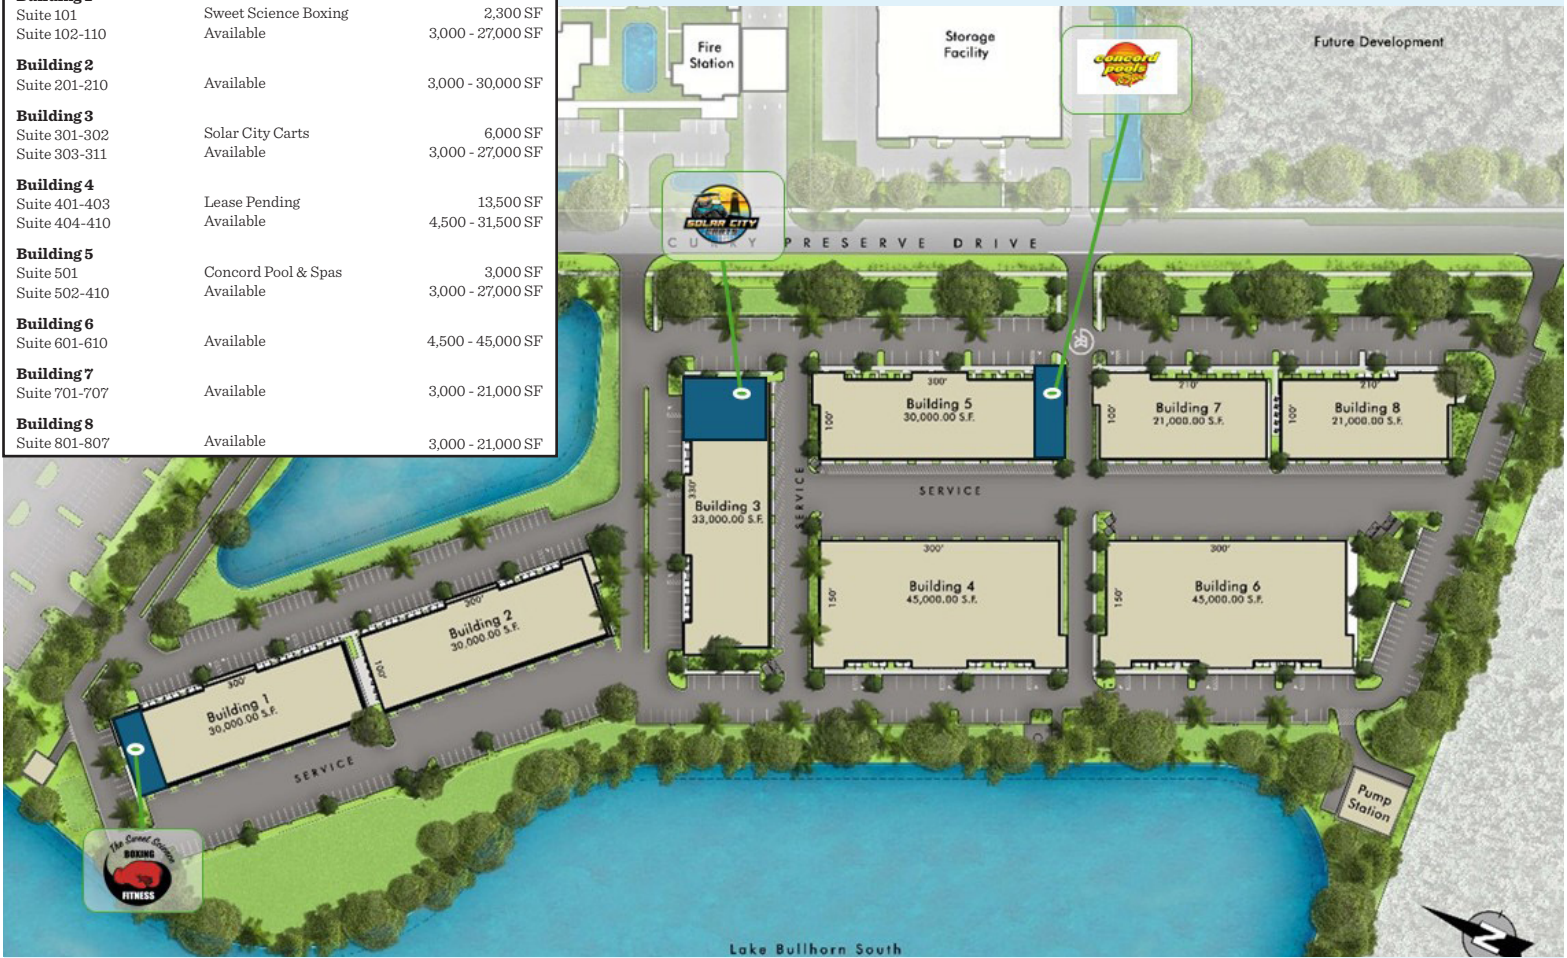 Suite 101 Sweet Science Boxing 2,300 SF
Suite 102-110 Available 3,000 - 27,000 SF
Building 2
Suite 201-210 Available 3,000 - 30,000 SF
Building 3
Suite 301-302 Solar City Carts 6,000 SF
Suite 303-311 Available 3,000 - 27,000 SF
Building 4
Suite 401-403 Lease Pending 13,500 SF
Suite 404-410 Available 4,500 - 31,500 SF
Building 5
Suite 501 Concord Pool & Spas 3,000 SF
Suite 502-410 Available 3,000 - 27,000 SF
Building 6
Suite 601-610 Available 4,500 - 45,000 SF
Building 7
Suite 701-707 Available 3,000 - 21,000 SF
Building 8
Suite 801-807 Available 3,000 - 21,000 SF
Fire
Station
Storage
Facility
concord
pools
Future Development
SOLAR CITY
CARTS
CURRY PRESERVE DRIVE
300'
Building 5
30,000.00 S.F.
100'
210'
Building 7
21,000.00 S.F.
100'
210'
Building 8
21,000.00 S.F.
100'
330'
Building 3
33,000.00 S.F.
SERVICE
SERVICE
300'
Building 4
45,000.00 S.F.
150'
300'
Building 6
45,000.00 S.F.
150'
300'
Building 2
30,000.00 S.F.
100'
300'
Building 1
30,000.00 S.F.
SERVICE
Pump
Station
The Sweet Science
BOXING
FITNESS
Lake Bullhorn South
N